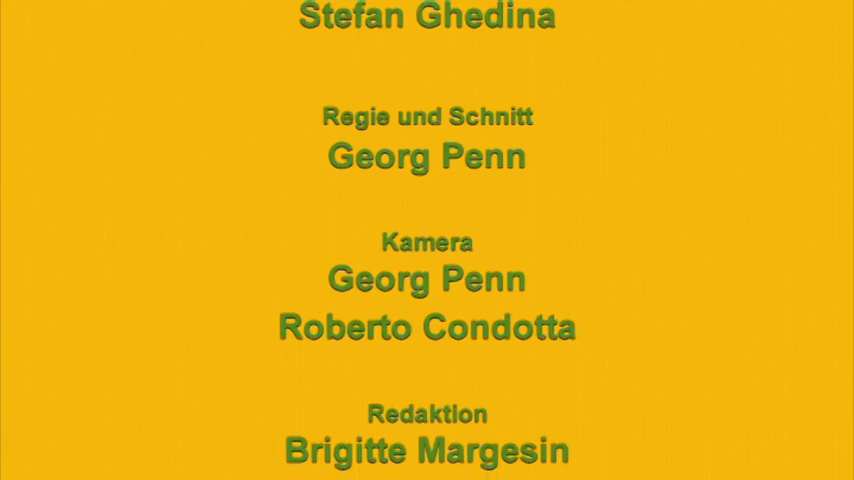 Stefan Ghedina
Regie und Schnitt
Georg Penn
Kamera
Georg Penn
Roberto Condotta
Redaktion
Brigitte Margesin